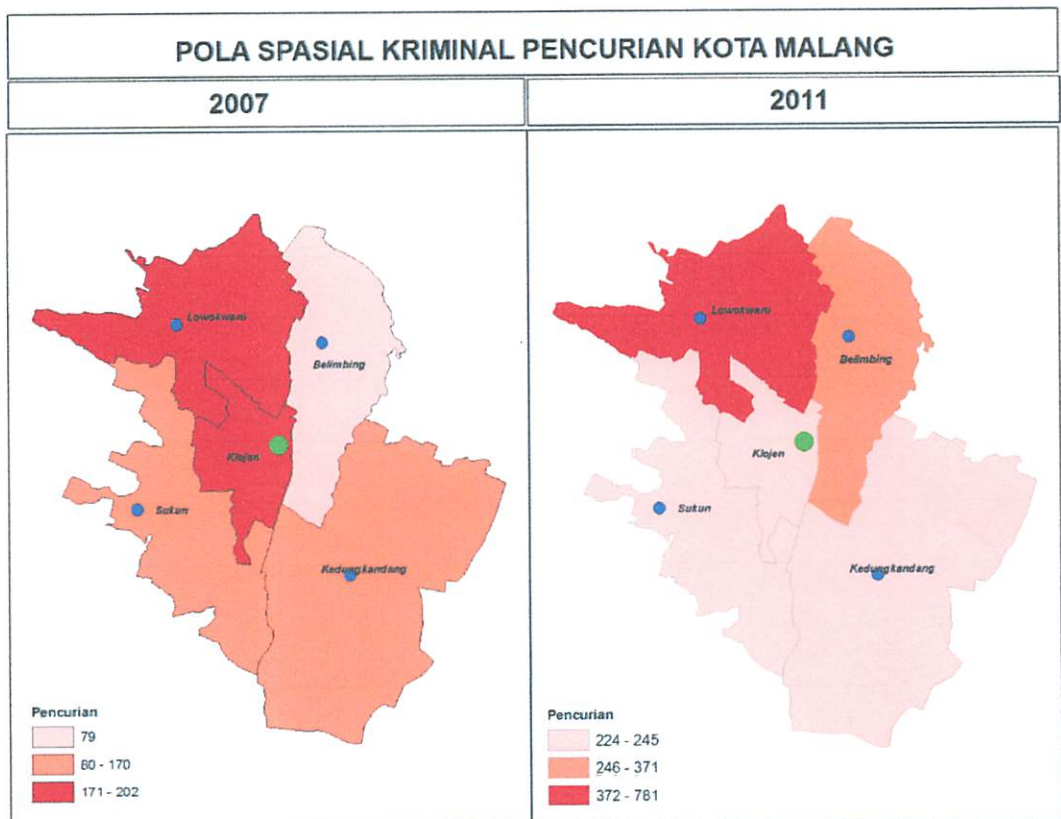 POLA SPASIAL KRIMINAL PENCURIAN KOTA MALANG
2007
2011
Lowokwaru
Belimbing
Klojen
Sukun
Kedungkandang
Pencurian
79
80 - 170
171 - 202
Lowokwaru
Belimbing
Klojen
Sukun
Kedungkandang
Pencurian
224 - 245
246 - 371
372 - 781